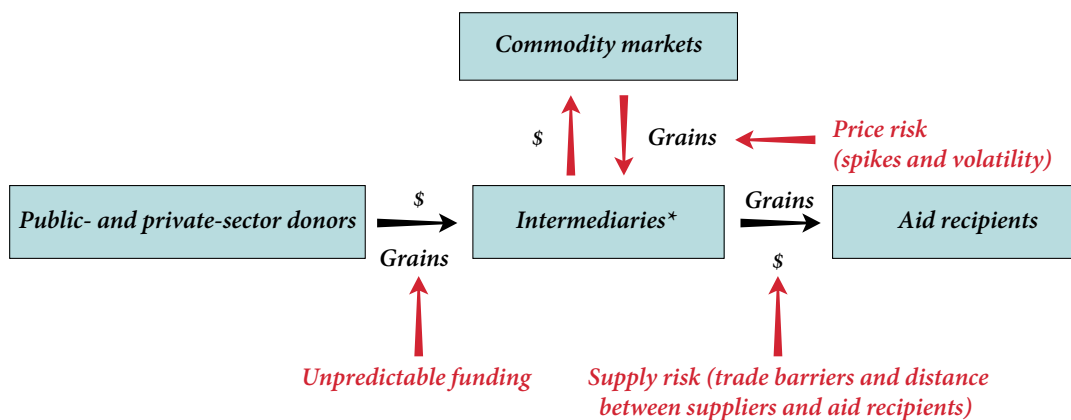 Commodity markets
$
Grains
Price risk
(spikes and volatility)
Public- and private-sector donors
$
Grains
Intermediaries*
Grains
$
Aid recipients
Unpredictable funding
Supply risk (trade barriers and distance
between suppliers and aid recipients)